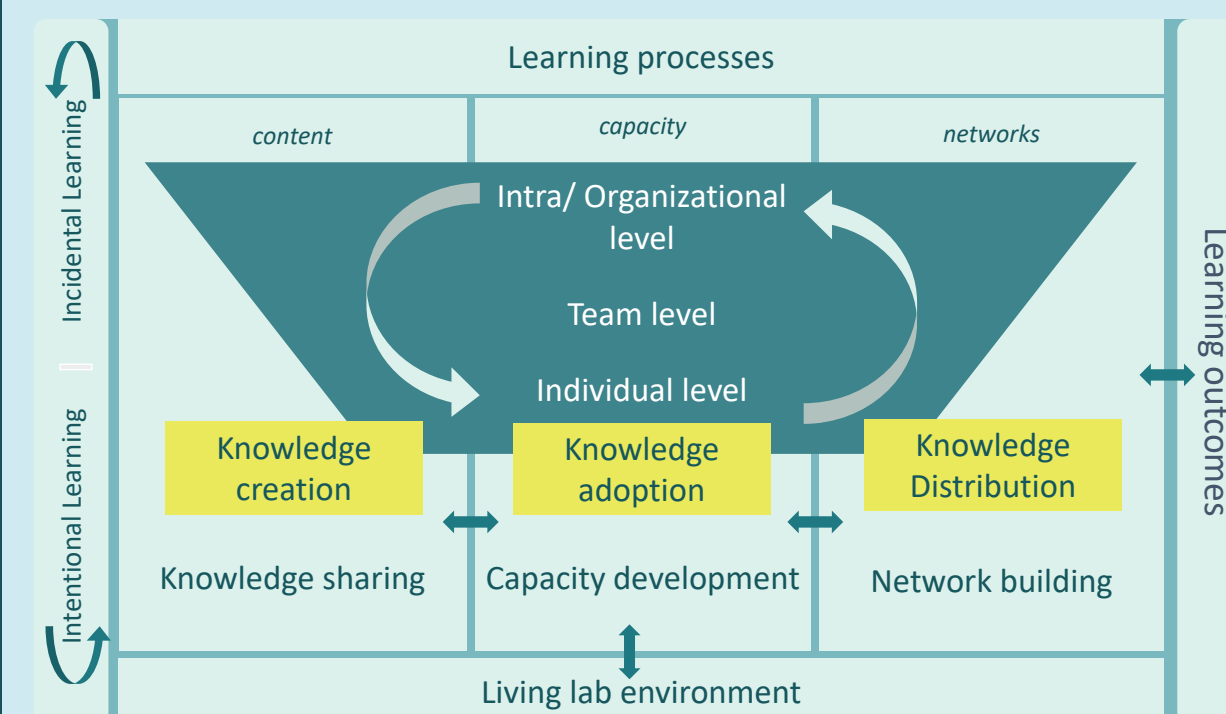 Learning processes
content
capacity
networks
Incidental Learning
Intentional Learning
Intra/ Organizational
level
Team level
Individual level
Knowledge
creation
Knowledge
adoption
Knowledge
Distribution
Knowledge sharing
Capacity development
Network building
Living lab environment
Learning outcomes